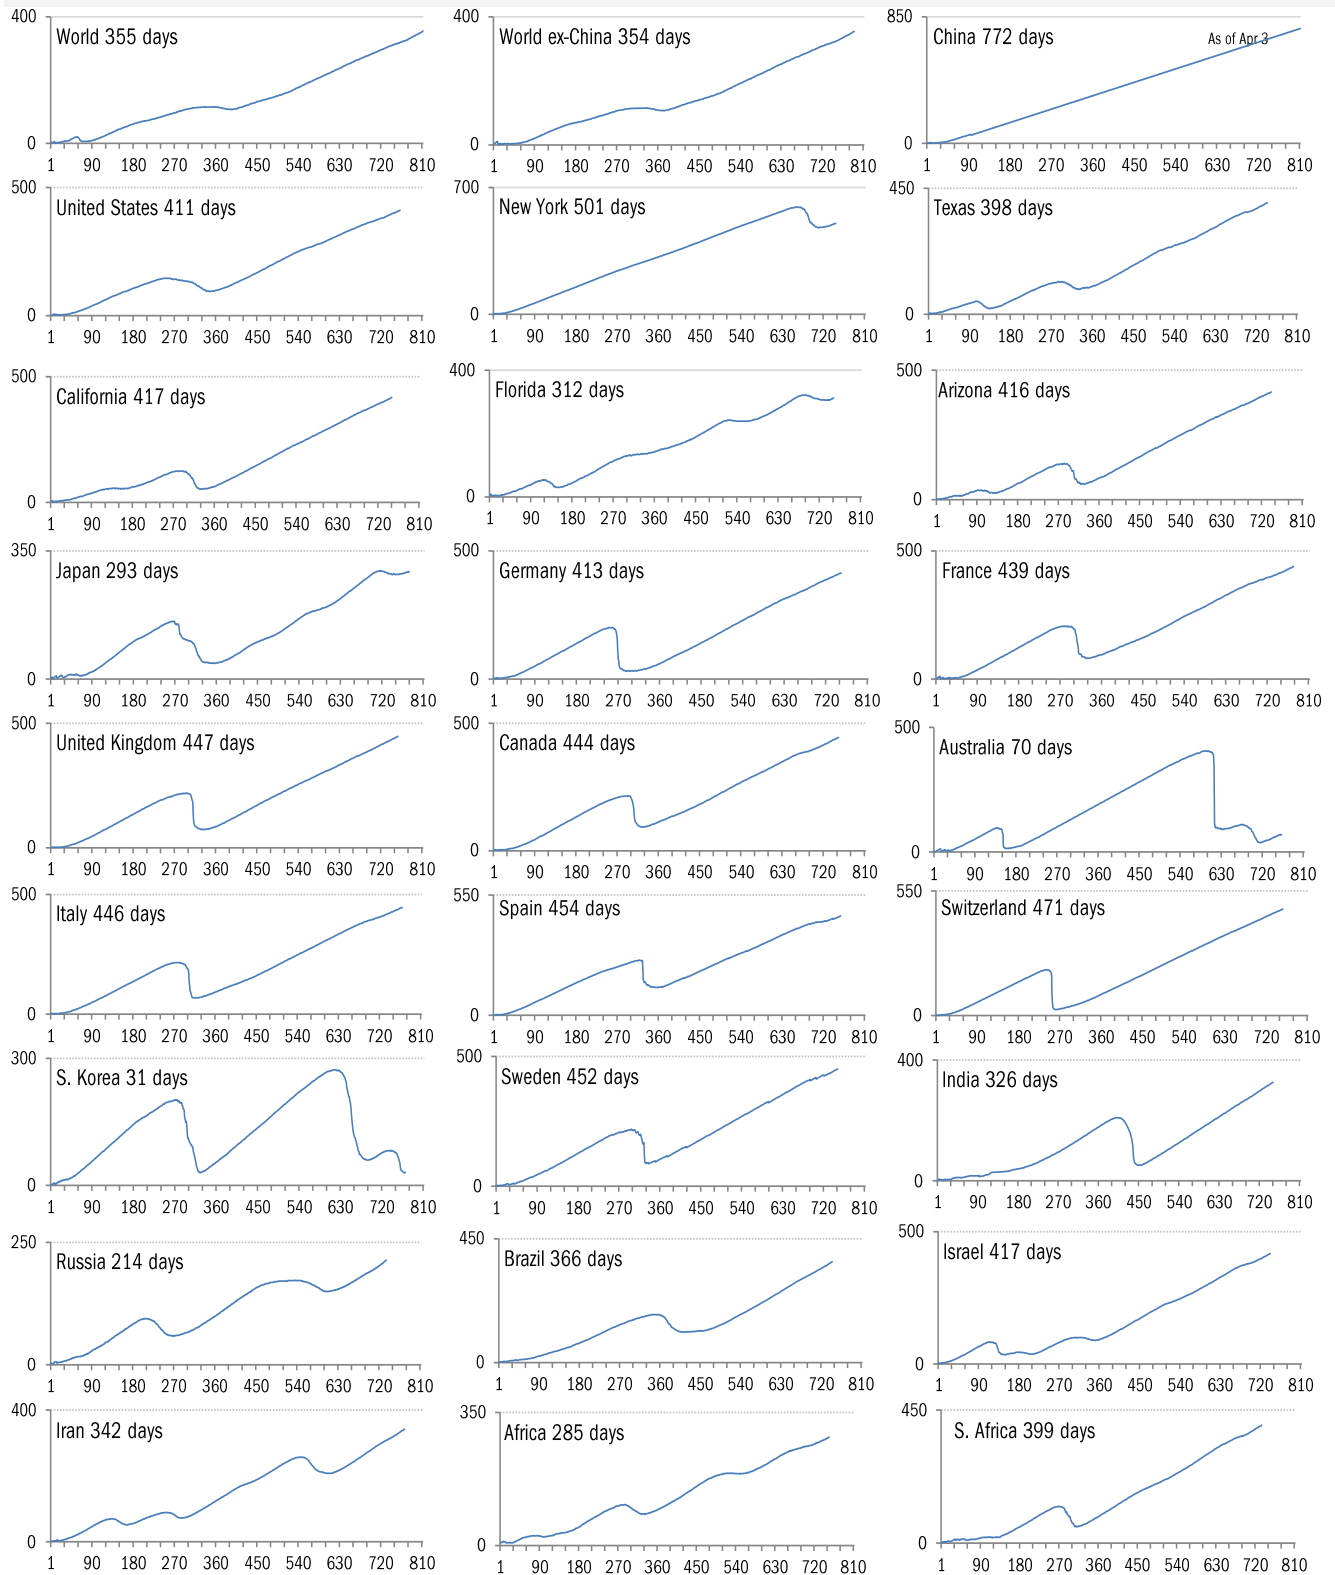 400 400 850
World 355 days World ex-China 354 days China 772 days
As of Apr 3
0 0 0
1 90 180 270 360 450 540 630 720 810 1 90 180 270 360 450 540 630 720 810 1 90 180 270 360 450 540 630 720 810
500 700 450
United States 411 days New York 501 days Texas 398 days
0 0 0
1 90 180 270 360 450 540 630 720 810 1 90 180 270 360 450 540 630 720 810 1 90 180 270 360 450 540 630 720 810
500 400 500
California 417 days Florida 312 days Arizona 416 days
0 0 0
1 90 180 270 360 450 540 630 720 810 1 90 180 270 360 450 540 630 720 810 1 90 180 270 360 450 540 630 720 810
350 500 500
Japan 293 days Germany 413 days France 439 days
0 0 0
1 90 180 270 360 450 540 630 720 810 1 90 180 270 360 450 540 630 720 810 1 90 180 270 360 450 540 630 720 810
500 500 500
United Kingdom 447 days Canada 444 days Australia 70 days
0 0 0
1 90 180 270 360 450 540 630 720 810 1 90 180 270 360 450 540 630 720 810 1 90 180 270 360 450 540 630 720 810
500 550 550
Italy 446 days Spain 454 days Switzerland 471 days
0 0 0
1 90 180 270 360 450 540 630 720 810 1 90 180 270 360 450 540 630 720 810 1 90 180 270 360 450 540 630 720 810
300 500 400
S. Korea 31 days Sweden 452 days India 326 days
0 0 0
1 90 180 270 360 450 540 630 720 810 1 90 180 270 360 450 540 630 720 810 1 90 180 270 360 450 540 630 720 810
250 450 500
Russia 214 days Brazil 366 days Israel 417 days
0 0 0
1 90 180 270 360 450 540 630 720 810 1 90 180 270 360 450 540 630 720 810 1 90 180 270 360 450 540 630 720 810
400 350 450
Iran 342 days Africa 285 days S. Africa 399 days
0 0 0
1 90 180 270 360 450 540 630 720 810 1 90 180 270 360 450 540 630 720 810 1 90 180 270 360 450 540 630 720 810